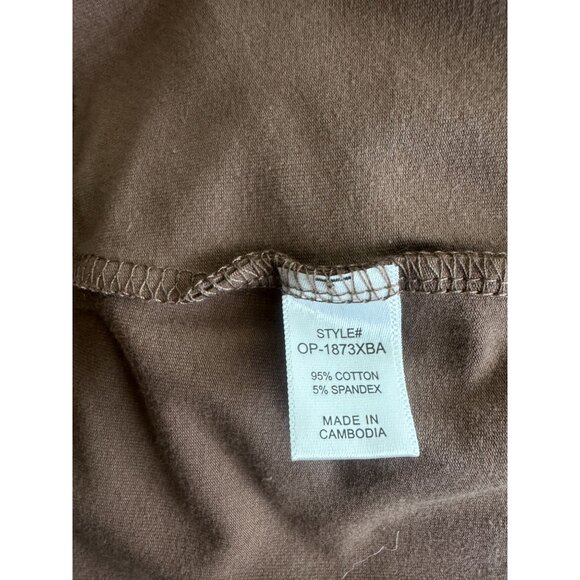 STYLE#
OP-1873XBA
95% COTTON
5% SPANDEX
MADE IN
CAMBODIA